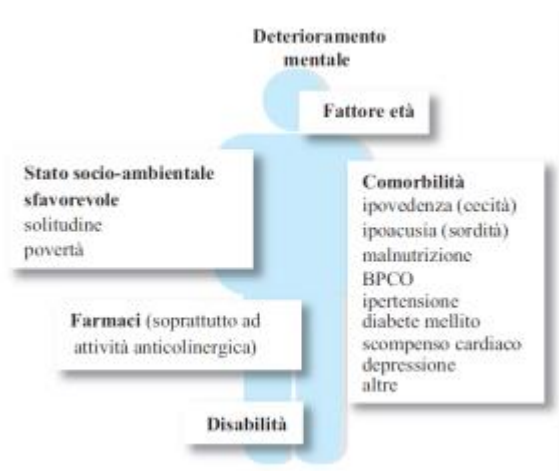 Deterioramento
mentale
Fattore età
Stato socio-ambientale
sfavorevole
solitudine
povertà
Comorbilità
ipovedenza (cecità)
ipoacusia (sordità)
malnutrizione
BPCO
ipertensione
diabete mellito
scompenso cardiaco
depressione
altre
Farmaci (soprattutto ad
attività anticolinergica)
Disabilità